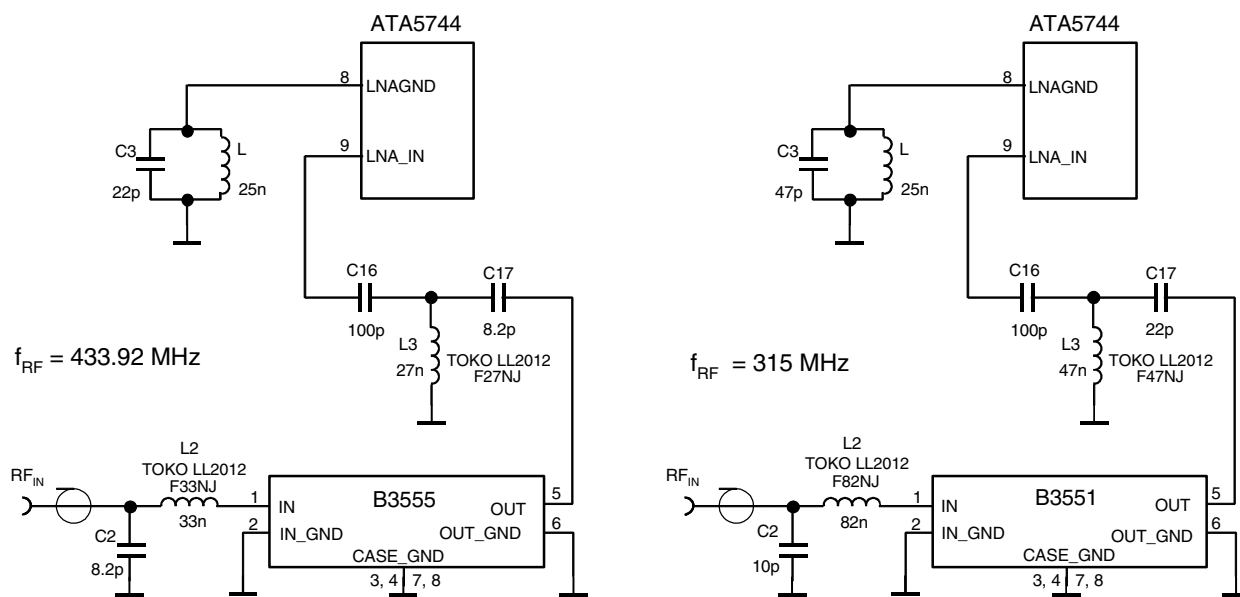 ATA5744
8
LNAGND
C3
L
9
LNA_IN
22p
25n
C16
C17
100p
8.2p
L3
27n
TOKO LL2012
F27NJ
fRF = 433.92 MHz
L2
TOKO LL2012
F33NJ
RFIN
33n
1
IN
B3555
OUT
5
2
IN_GND
OUT_GND
6
C2
8.2p
CASE_GND
3, 4
7, 8
ATA5744
8
LNAGND
C3
L
9
LNA_IN
47p
25n
C16
C17
100p
22p
L3
47n
TOKO LL2012
F47NJ
fRF = 315 MHz
L2
TOKO LL2012
F82NJ
RFIN
82n
1
IN
B3551
OUT
5
2
IN_GND
OUT_GND
6
C2
10p
CASE_GND
3, 4
7, 8